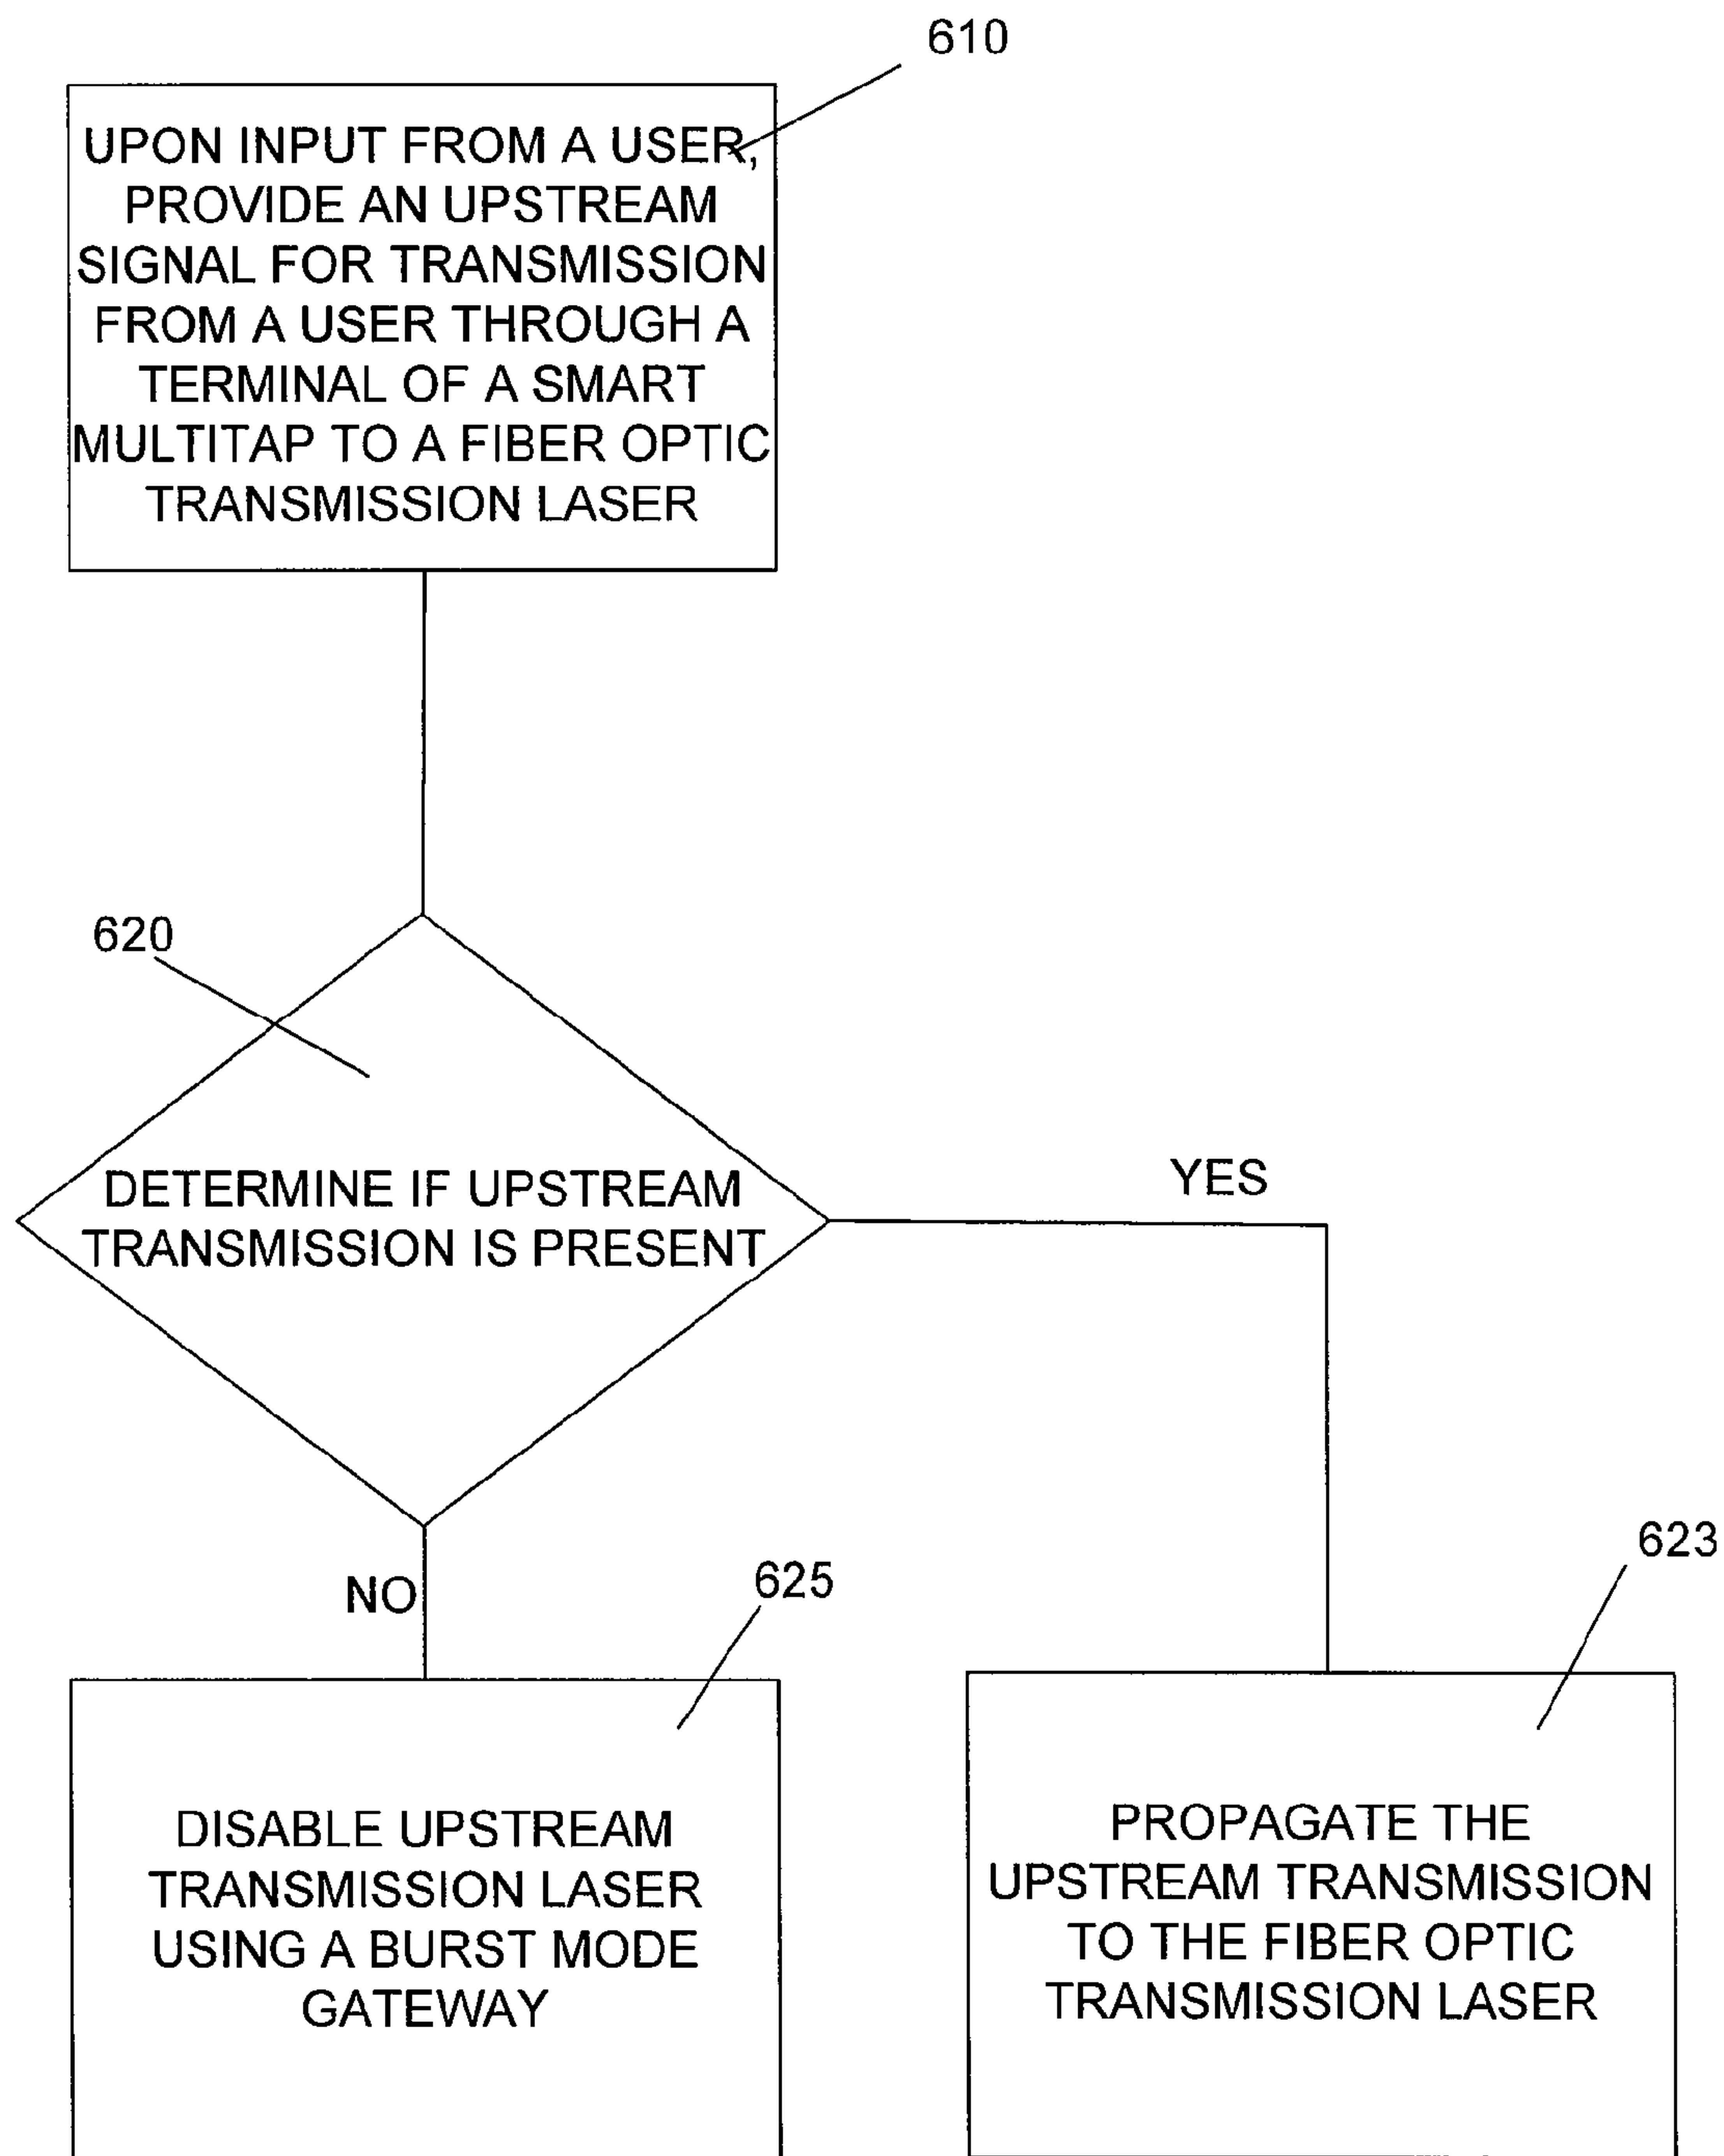 610
UPON INPUT FROM A USER,
PROVIDE AN UPSTREAM
SIGNAL FOR TRANSMISSION
FROM A USER THROUGH A
TERMINAL OF A SMART
MULTITAP TO A FIBER OPTIC
TRANSMISSION LASER
620
DETERMINE IF UPSTREAM
TRANSMISSION IS PRESENT
YES
NO
625
623
DISABLE UPSTREAM
TRANSMISSION LASER
USING A BURST MODE
GATEWAY
PROPAGATE THE
UPSTREAM TRANSMISSION
TO THE FIBER OPTIC
TRANSMISSION LASER